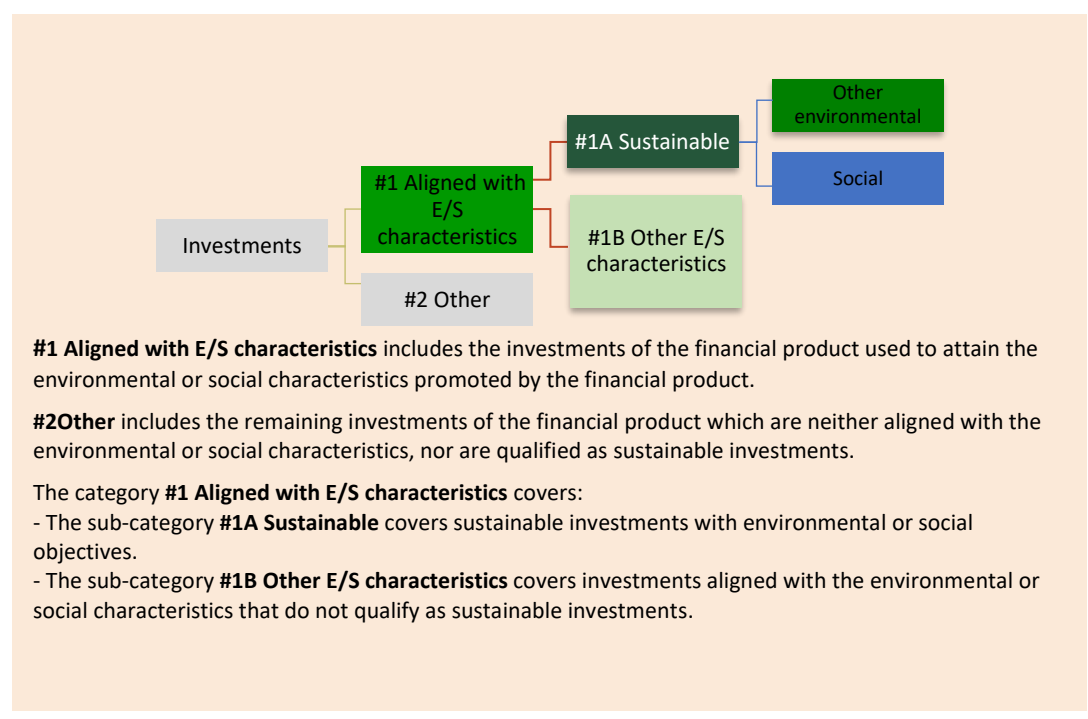 Other
environmental
#1A Sustainable
#1 Aligned with
E/S
characteristics
Social
Investments
#1B Other E/S
characteristics
#2 Other
#1 Aligned with E/S characteristics includes the investments of the financial product used to attain the
environmental or social characteristics promoted by the financial product.
#2Other includes the remaining investments of the financial product which are neither aligned with the
environmental or social characteristics, nor are qualified as sustainable investments.
The category #1 Aligned with E/S characteristics covers:
- The sub-category #1A Sustainable covers sustainable investments with environmental or social
objectives.
- The sub-category #1B Other E/S characteristics covers investments aligned with the environmental or
social characteristics that do not qualify as sustainable investments.